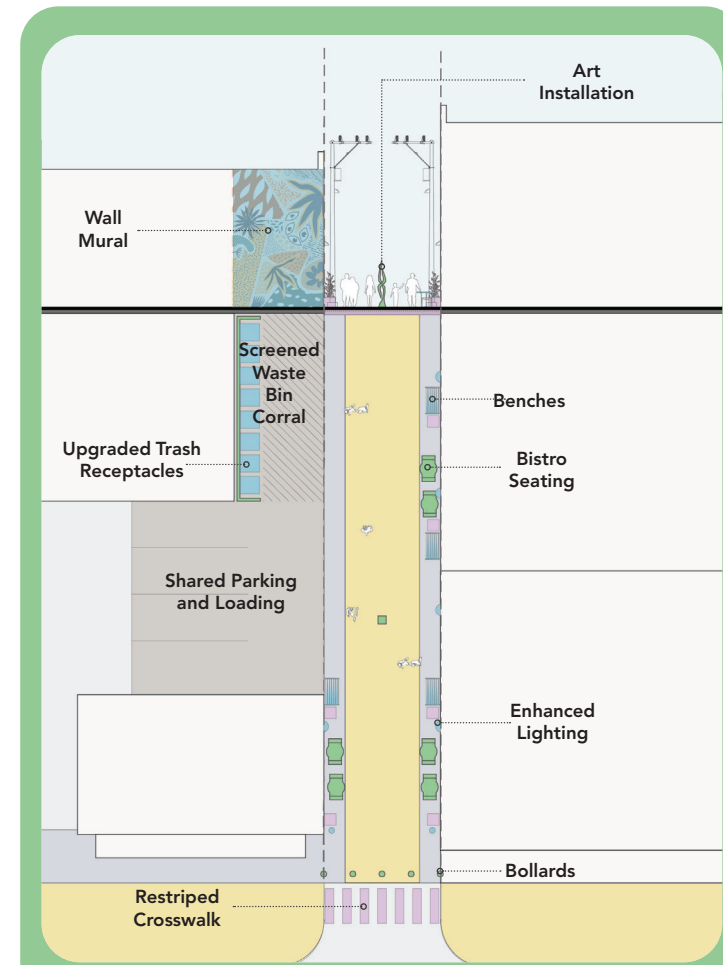 Art
Installation
Wall
Mural
Screened
Waste
Bin
Corral
Benches
Upgraded Trash
Receptacles
Bistro
Seating
Shared Parking
and Loading
Enhanced
Lighting
Bollards
Restriped
Crosswalk